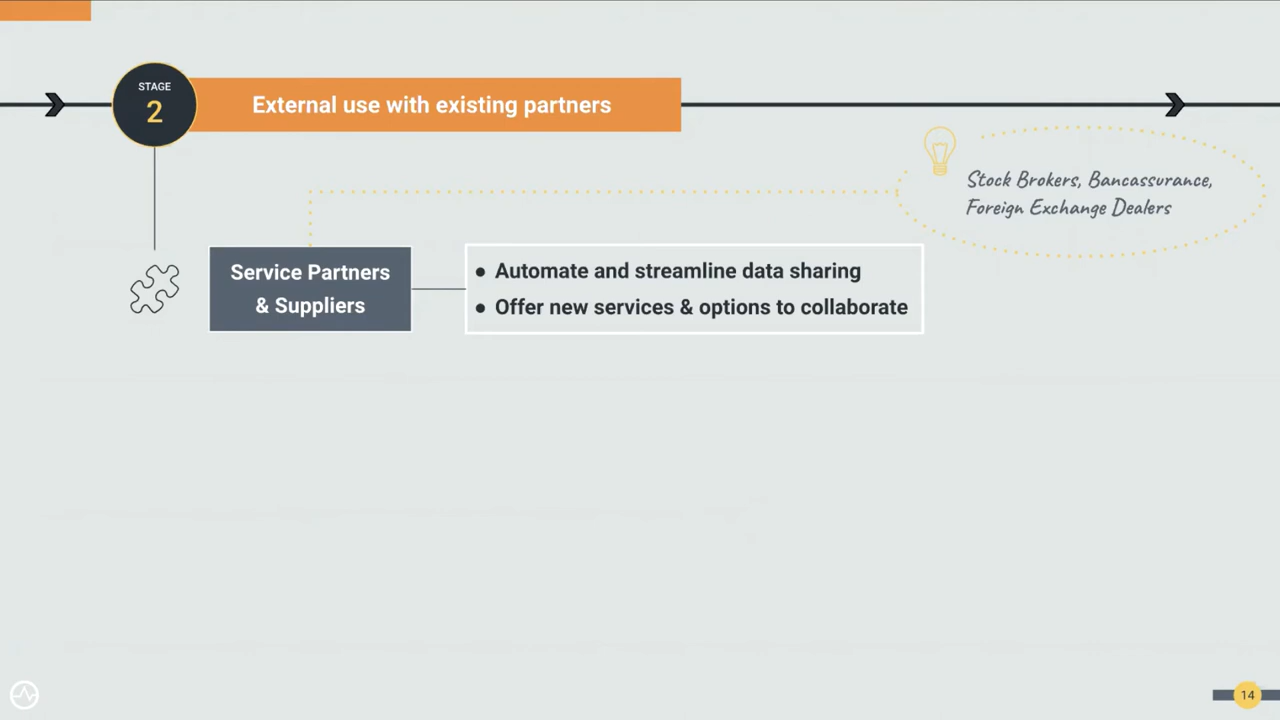 STAGE
2
External use with existing partners
Stock Brokers, Bancassurance,
Foreign Exchange Dealers
Service Partners
& Suppliers
● Automate and streamline data sharing
● Offer new services & options to collaborate
14